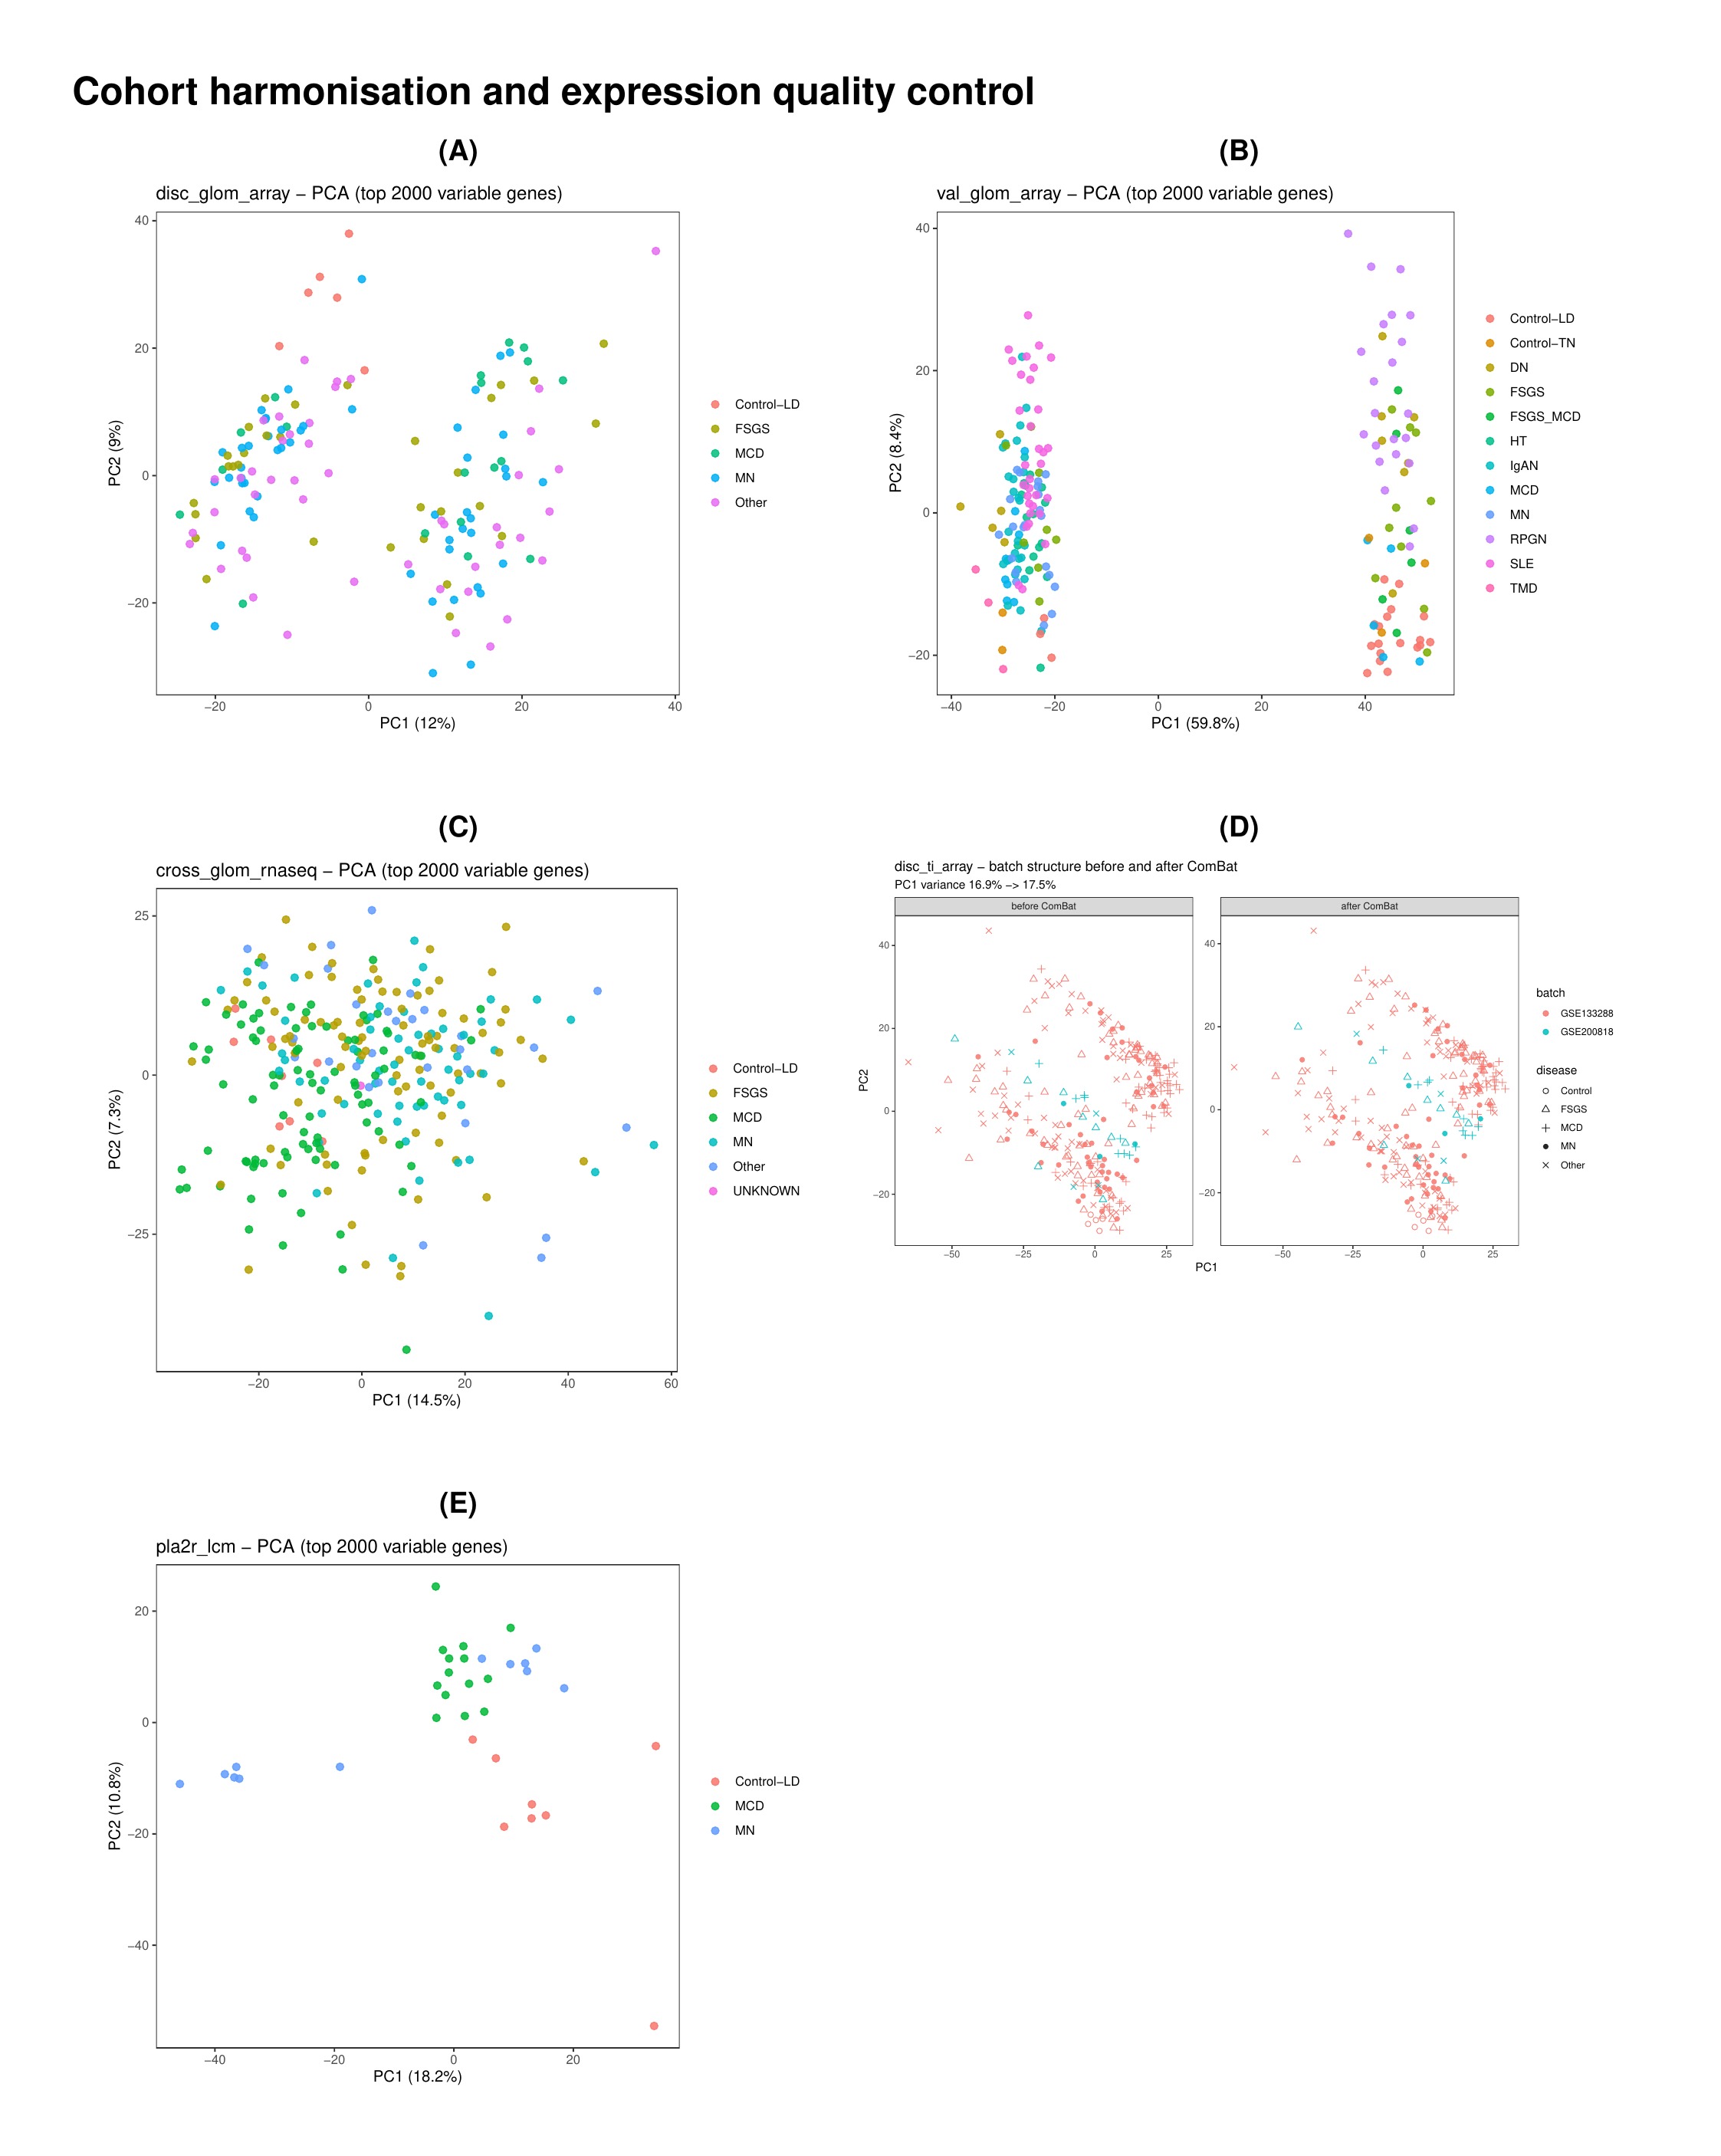 Cohort harmonisation and expression quality control
(A)
disc_glom_array – PCA (top 2000 variable genes)
40
20
0
−20
PC2 (9%)
−20
0
20
40
PC1 (12%)
Control−LD
FSGS
MCD
MN
Other
(B)
val_glom_array – PCA (top 2000 variable genes)
40
20
0
−20
PC2 (8.4%)
−40
−20
0
20
40
PC1 (59.8%)
Control−LD
Control−TN
DN
FSGS
FSGS_MCD
HT
IgAN
MCD
MN
RPGN
SLE
TMD
(C)
cross_glom_rnaseq – PCA (top 2000 variable genes)
25
0
−25
PC2 (7.3%)
−20
0
20
40
60
PC1 (14.5%)
Control−LD
FSGS
MCD
MN
Other
UNKNOWN
(D)
disc_ti_array – batch structure before and after ComBat
PC1 variance 16.9% −> 17.5%
before ComBat
after ComBat
40
20
0
−20
PC2
−50
−25
0
25
40
20
0
−20
−50
−25
0
25
PC1
batch
GSE133288
GSE200818
disease
Control
FSGS
MCD
MN
Other
(E)
pla2r_lcm – PCA (top 2000 variable genes)
20
0
−20
−40
PC2 (10.8%)
−40
−20
0
20
PC1 (18.2%)
Control−LD
MCD
MN